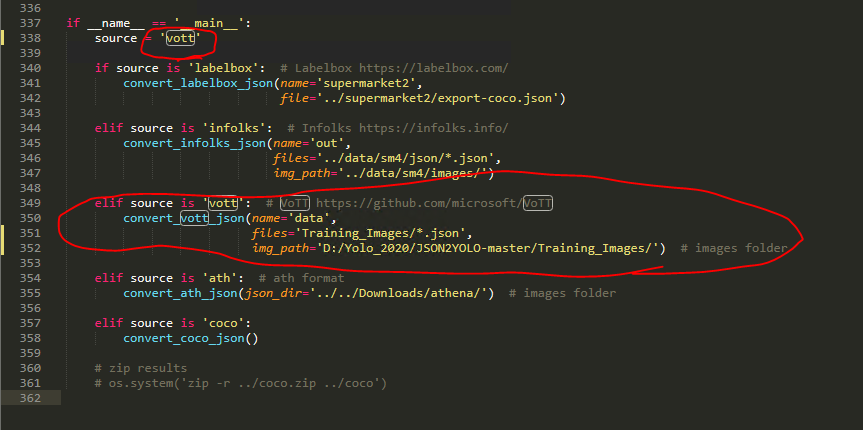 336
337 if __name__ == '__main__':
338     source = 'vott'
339
340     if source is 'labelbox':  # Labelbox https://labelbox.com/
341         convert_labelbox_json(name='supermarket2',
342                               file='../supermarket2/export-coco.json')
343
344     elif source is 'infolks':  # Infolks https://infolks.info/
345         convert_infolks_json(name='out',
346                              files='../data/sm4/json/*.json',
347                              img_path='../data/sm4/images/')
348
349     elif source is 'vott':  # VoTT https://github.com/microsoft/VoTT
350         convert_vott_json(name='data',
351                           files='Training_Images/*.json',
352                           img_path='D:/Yolo_2020/JSON2YOLO-master/Training_Images/')  # images folder
353
354     elif source is 'ath':  # ath format
355         convert_ath_json(json_dir='../../Downloads/athena/')  # images folder
356
357     elif source is 'coco':
358         convert_coco_json()
359
360     # zip results
361     # os.system('zip -r ../coco.zip ../coco')
362